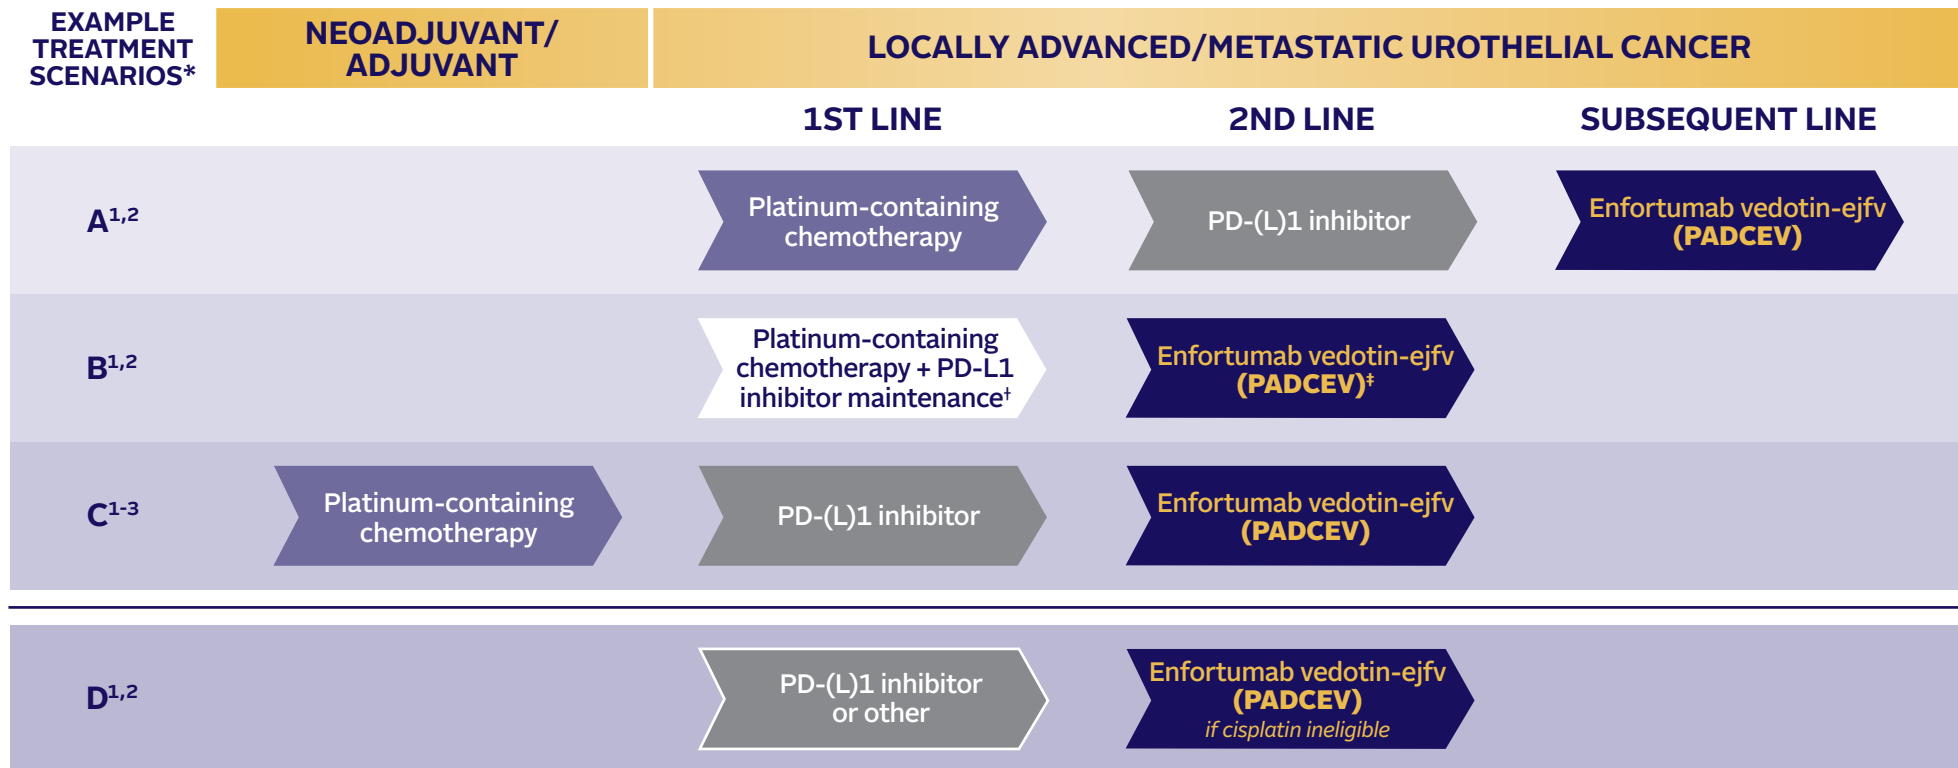 EXAMPLE
TREATMENT
SCENARIOS*
NEOADJUVANT/
ADJUVANT
LOCALLY ADVANCED/METASTATIC UROTHELIAL CANCER
1ST LINE
2ND LINE
SUBSEQUENT LINE
A1,2
Platinum-containing
chemotherapy
PD-(L)1 inhibitor
Enfortumab vedotin-ejfv
(PADCEV)
B1,2
Platinum-containing
chemotherapy + PD-L1
inhibitor maintenance†
Enfortumab vedotin-ejfv
(PADCEV)‡
C1-3
Platinum-containing
chemotherapy
PD-(L)1 inhibitor
Enfortumab vedotin-ejfv
(PADCEV)
D1,2
PD-(L)1 inhibitor
or other
Enfortumab vedotin-ejfv
(PADCEV)
if cisplatin ineligible